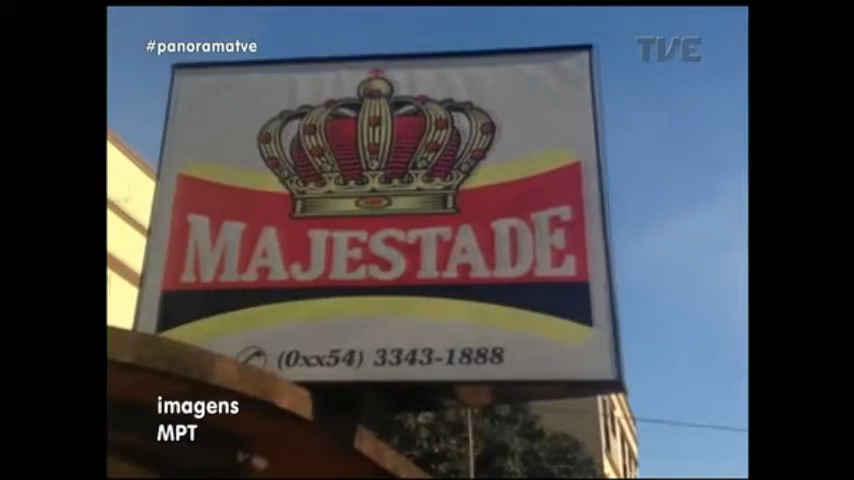 #panoramatve
TVE
MAJESTADE
(0xx54) 3343-1888
imagens
MPT